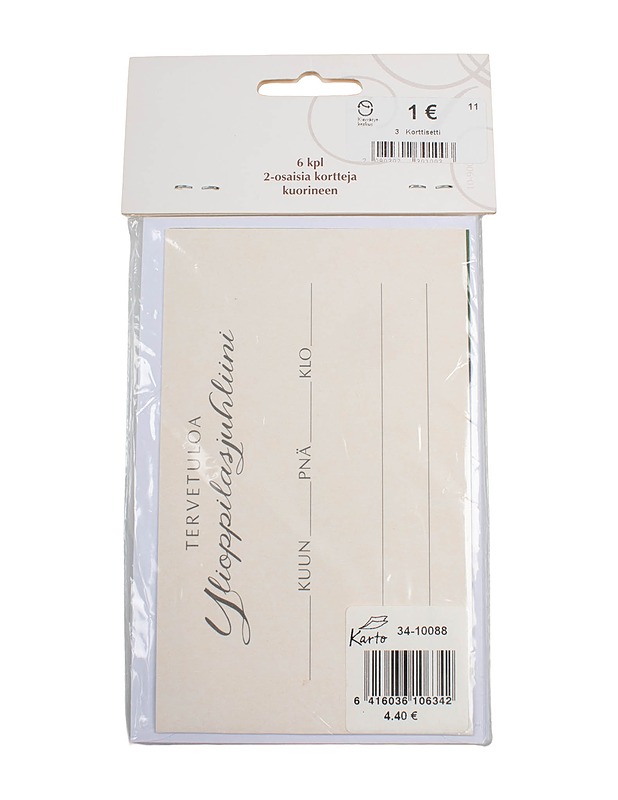 1 €
11
3 Korttisetti
6 kpl
2-osaisia kortteja
kuorineen
TERVETULOA
Ylioppilasjuhliini
KUUN PNÄ KLO
Karto 34-10088
6 416036 106342
4.40 €